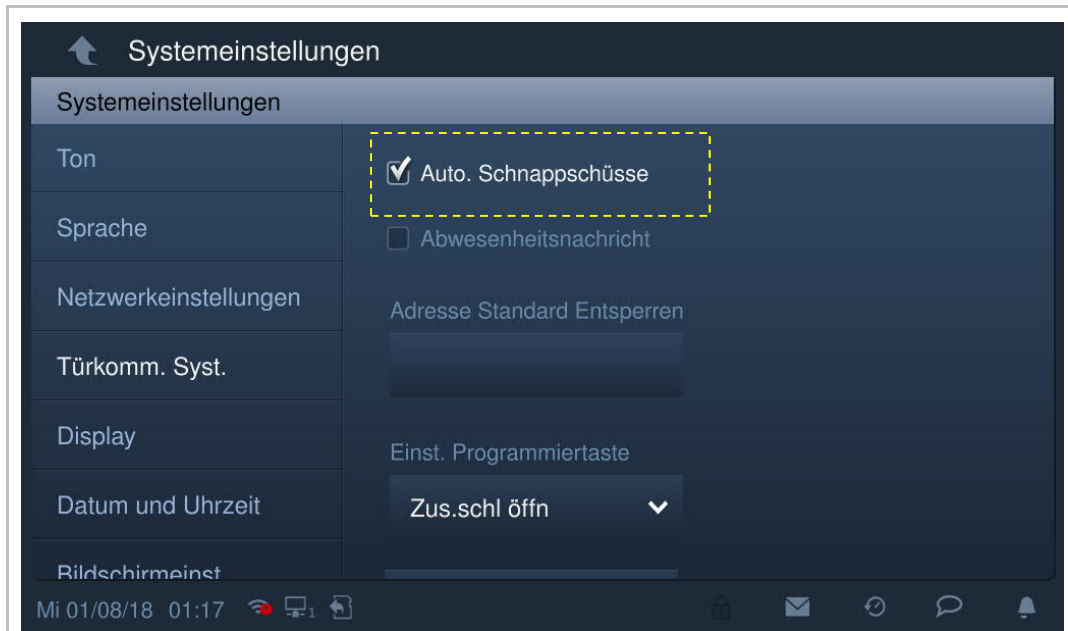 Systemeinstellungen
Systemeinstellungen
Ton
Sprache
Netzwerkeinstellungen
Türkomm. Syst.
Display
Datum und Uhrzeit
Bildschirmeinst
Auto. Schnappschüsse
Abwesenheitsnachricht
Adresse Standard Entsperren
Einst. Programmiertaste
Zus.schl öffn
Mi 01/08/18 01:17 1